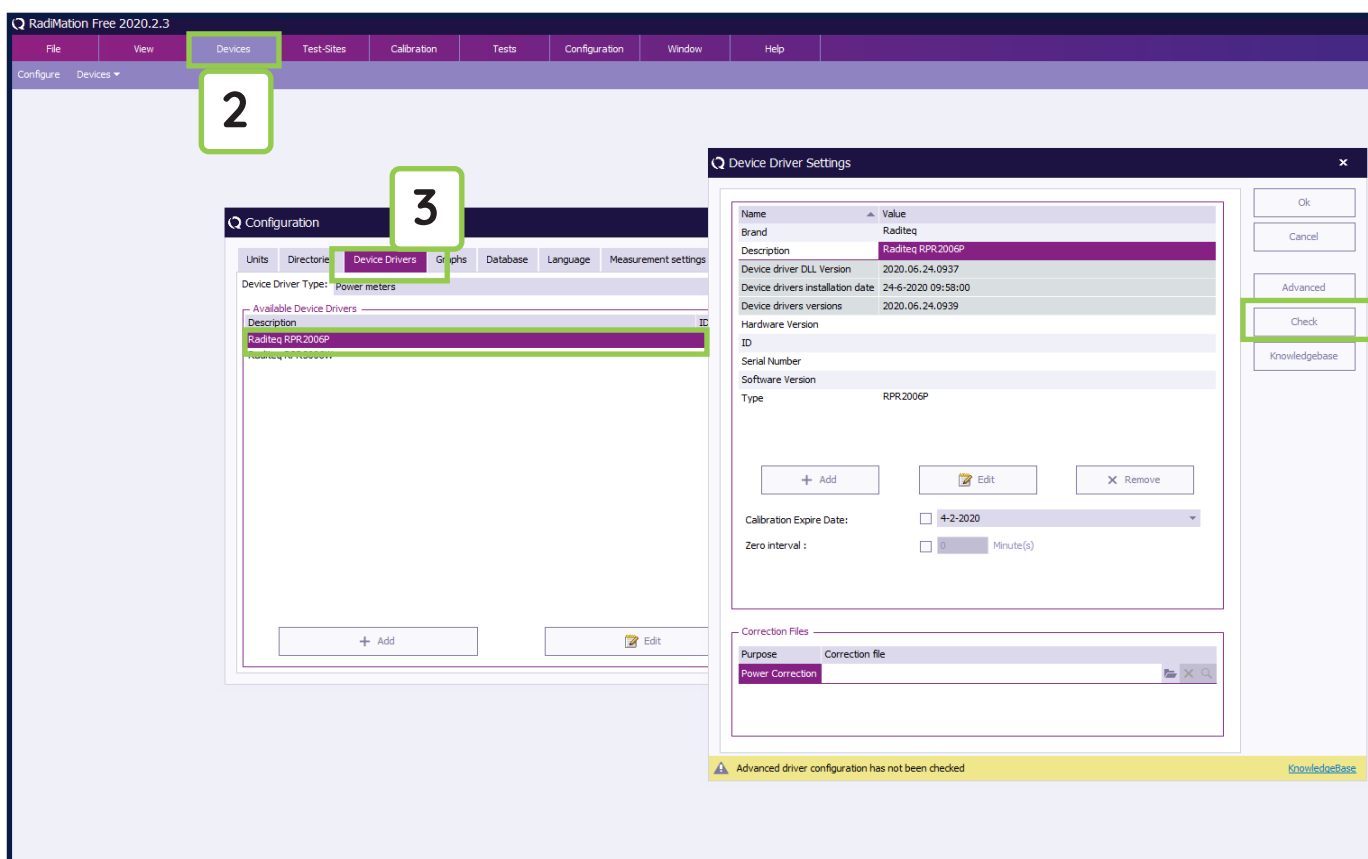 RadiMation Free 2020.2.3
File View Devices Test-Sites Calibration Tests Configuration Window Help
Configure Devices
2
3
Configuration
Units Directorie Device Drivers Graphs Database Language Measurement settings
Device Driver Type: Power meters
Available Device Drivers
Description ID
Raditeq RPR2006P
Device Driver Settings
Name Value
Brand Raditeq
Description Raditeq RPR2006P
Device driver DLL Version 2020.06.24.0937
Device drivers installation date 24-6-2020 09:58:00
Device drivers versions 2020.06.24.0939
Hardware Version
ID
Serial Number
Software Version
Type RPR2006P
+ Add Edit X Remove
Calibration Expire Date: 4-2-2020
Zero interval : 0 Minute(s)
Correction Files
Purpose Correction file
Power Correction
Ok
Cancel
Advanced
Check
Knowledgebase
+ Add Edit
Advanced driver configuration has not been checked KnowledgeBase